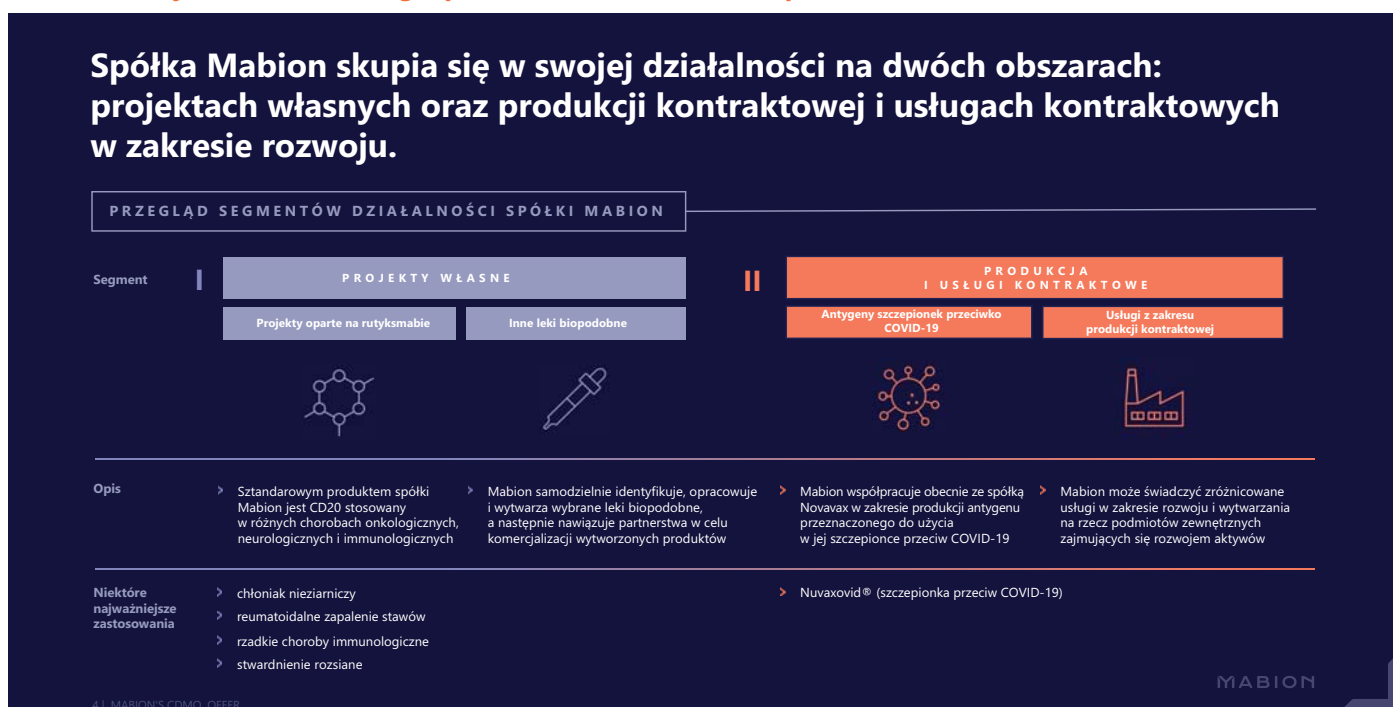 Spółka Mabion skupia się w swojej działalności na dwóch obszarach:
projektach własnych oraz produkcji kontraktowej i usługach kontraktowych
w zakresie rozwoju.
PRZEGLĄD SEGMENTÓW DZIAŁALNOŚCI SPÓŁKI MABION
Segment
I
PROJEKTY WŁASNE
II
PRODUKCJA
I USŁUGI KONTRAKTOWE
Projekty oparte na rutyksmabie
Inne leki biopodobne
Antygeny szczepionek przeciwko
COVID-19
Usługi z zakresu
produkcji kontraktowej
Opis
> Sztandarowym produktem spółki
Mabion jest CD20 stosowany
w różnych chorobach onkologicznych,
neurologicznych i immunologicznych
> Mabion samodzielnie identyfikuje, opracowuje
i wytwarza wybrane leki biopodobne,
a następnie nawiązuje partnerstwa w celu
komercjalizacji wytworzonych produktów
> Mabion współpracuje obecnie ze spółką
Novavax w zakresie produkcji antygenu
przeznaczonego do użycia
w jej szczepionce przeciw COVID-19
> Mabion może świadczyć zróżnicowane
usługi w zakresie rozwoju i wytwarzania
na rzecz podmiotów zewnętrznych
zajmujących się rozwojem aktywów
Niektóre
najważniejsze
zastosowania
> chłoniak nieziarniczy
> reumatoidalne zapalenie stawów
> rzadkie choroby immunologiczne
> stwardnienie rozsiane
> Nuvaxovid® (szczepionka przeciw COVID-19)
MABION
4 | MABION'S CDMO OFFER